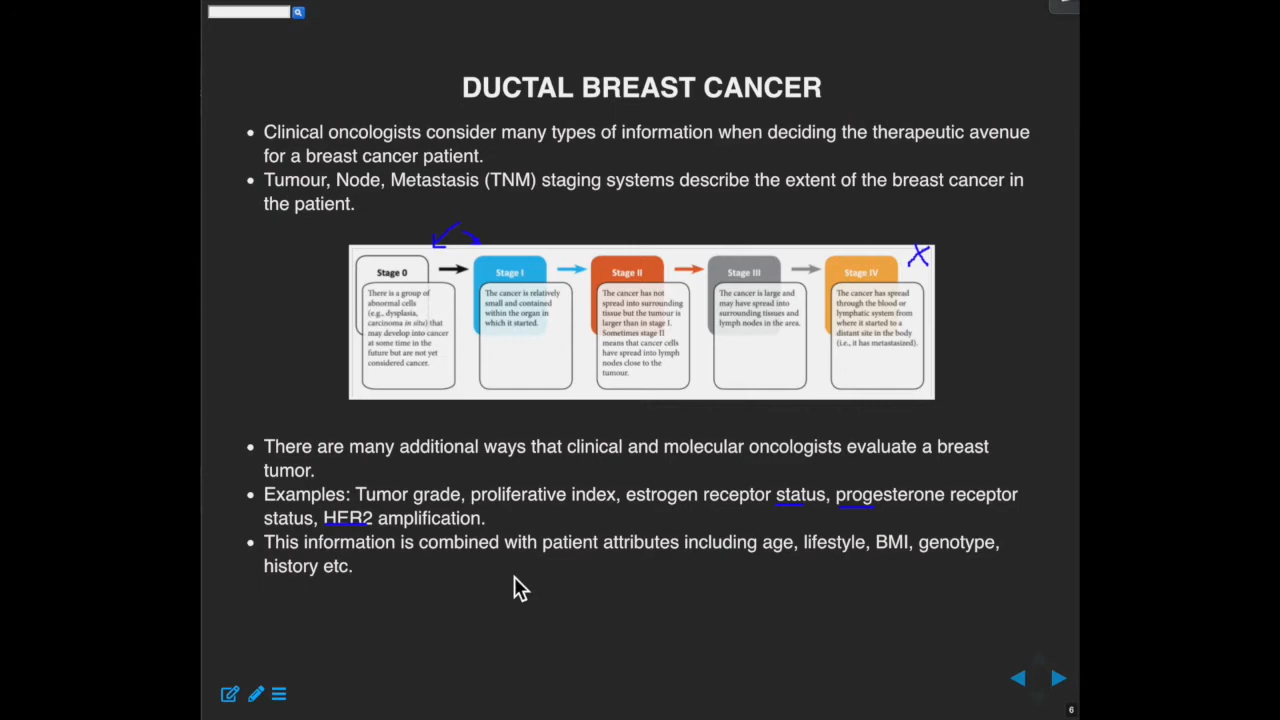 DUCTAL BREAST CANCER
• Clinical oncologists consider many types of information when deciding the therapeutic avenue
for a breast cancer patient.
• Tumour, Node, Metastasis (TNM) staging systems describe the extent of the breast cancer in
the patient.
Stage 0
There is a group of
abnormal cells
(e.g., dysplasia,
carcinoma in situ) that
may develop into cancer
at some time in the
future but are not yet
considered cancer.
Stage I
The cancer is relatively
small and contained
within the organ in
which it started.
Stage II
The cancer has not
spread into surrounding
tissue but the tumour is
larger than in stage I.
Sometimes stage II
means that cancer cells
have spread into lymph
nodes close to the
tumour.
Stage III
The cancer is large and
may have spread into
surrounding tissues and
lymph nodes in the area.
Stage IV
The cancer has spread
through the blood or
lymphatic system from
where it started to a
distant site in the body
(i.e., it has metastasized).
• There are many additional ways that clinical and molecular oncologists evaluate a breast
tumor.
• Examples: Tumor grade, proliferative index, estrogen receptor status, progesterone receptor
status, HER2 amplification.
• This information is combined with patient attributes including age, lifestyle, BMI, genotype,
history etc.
6